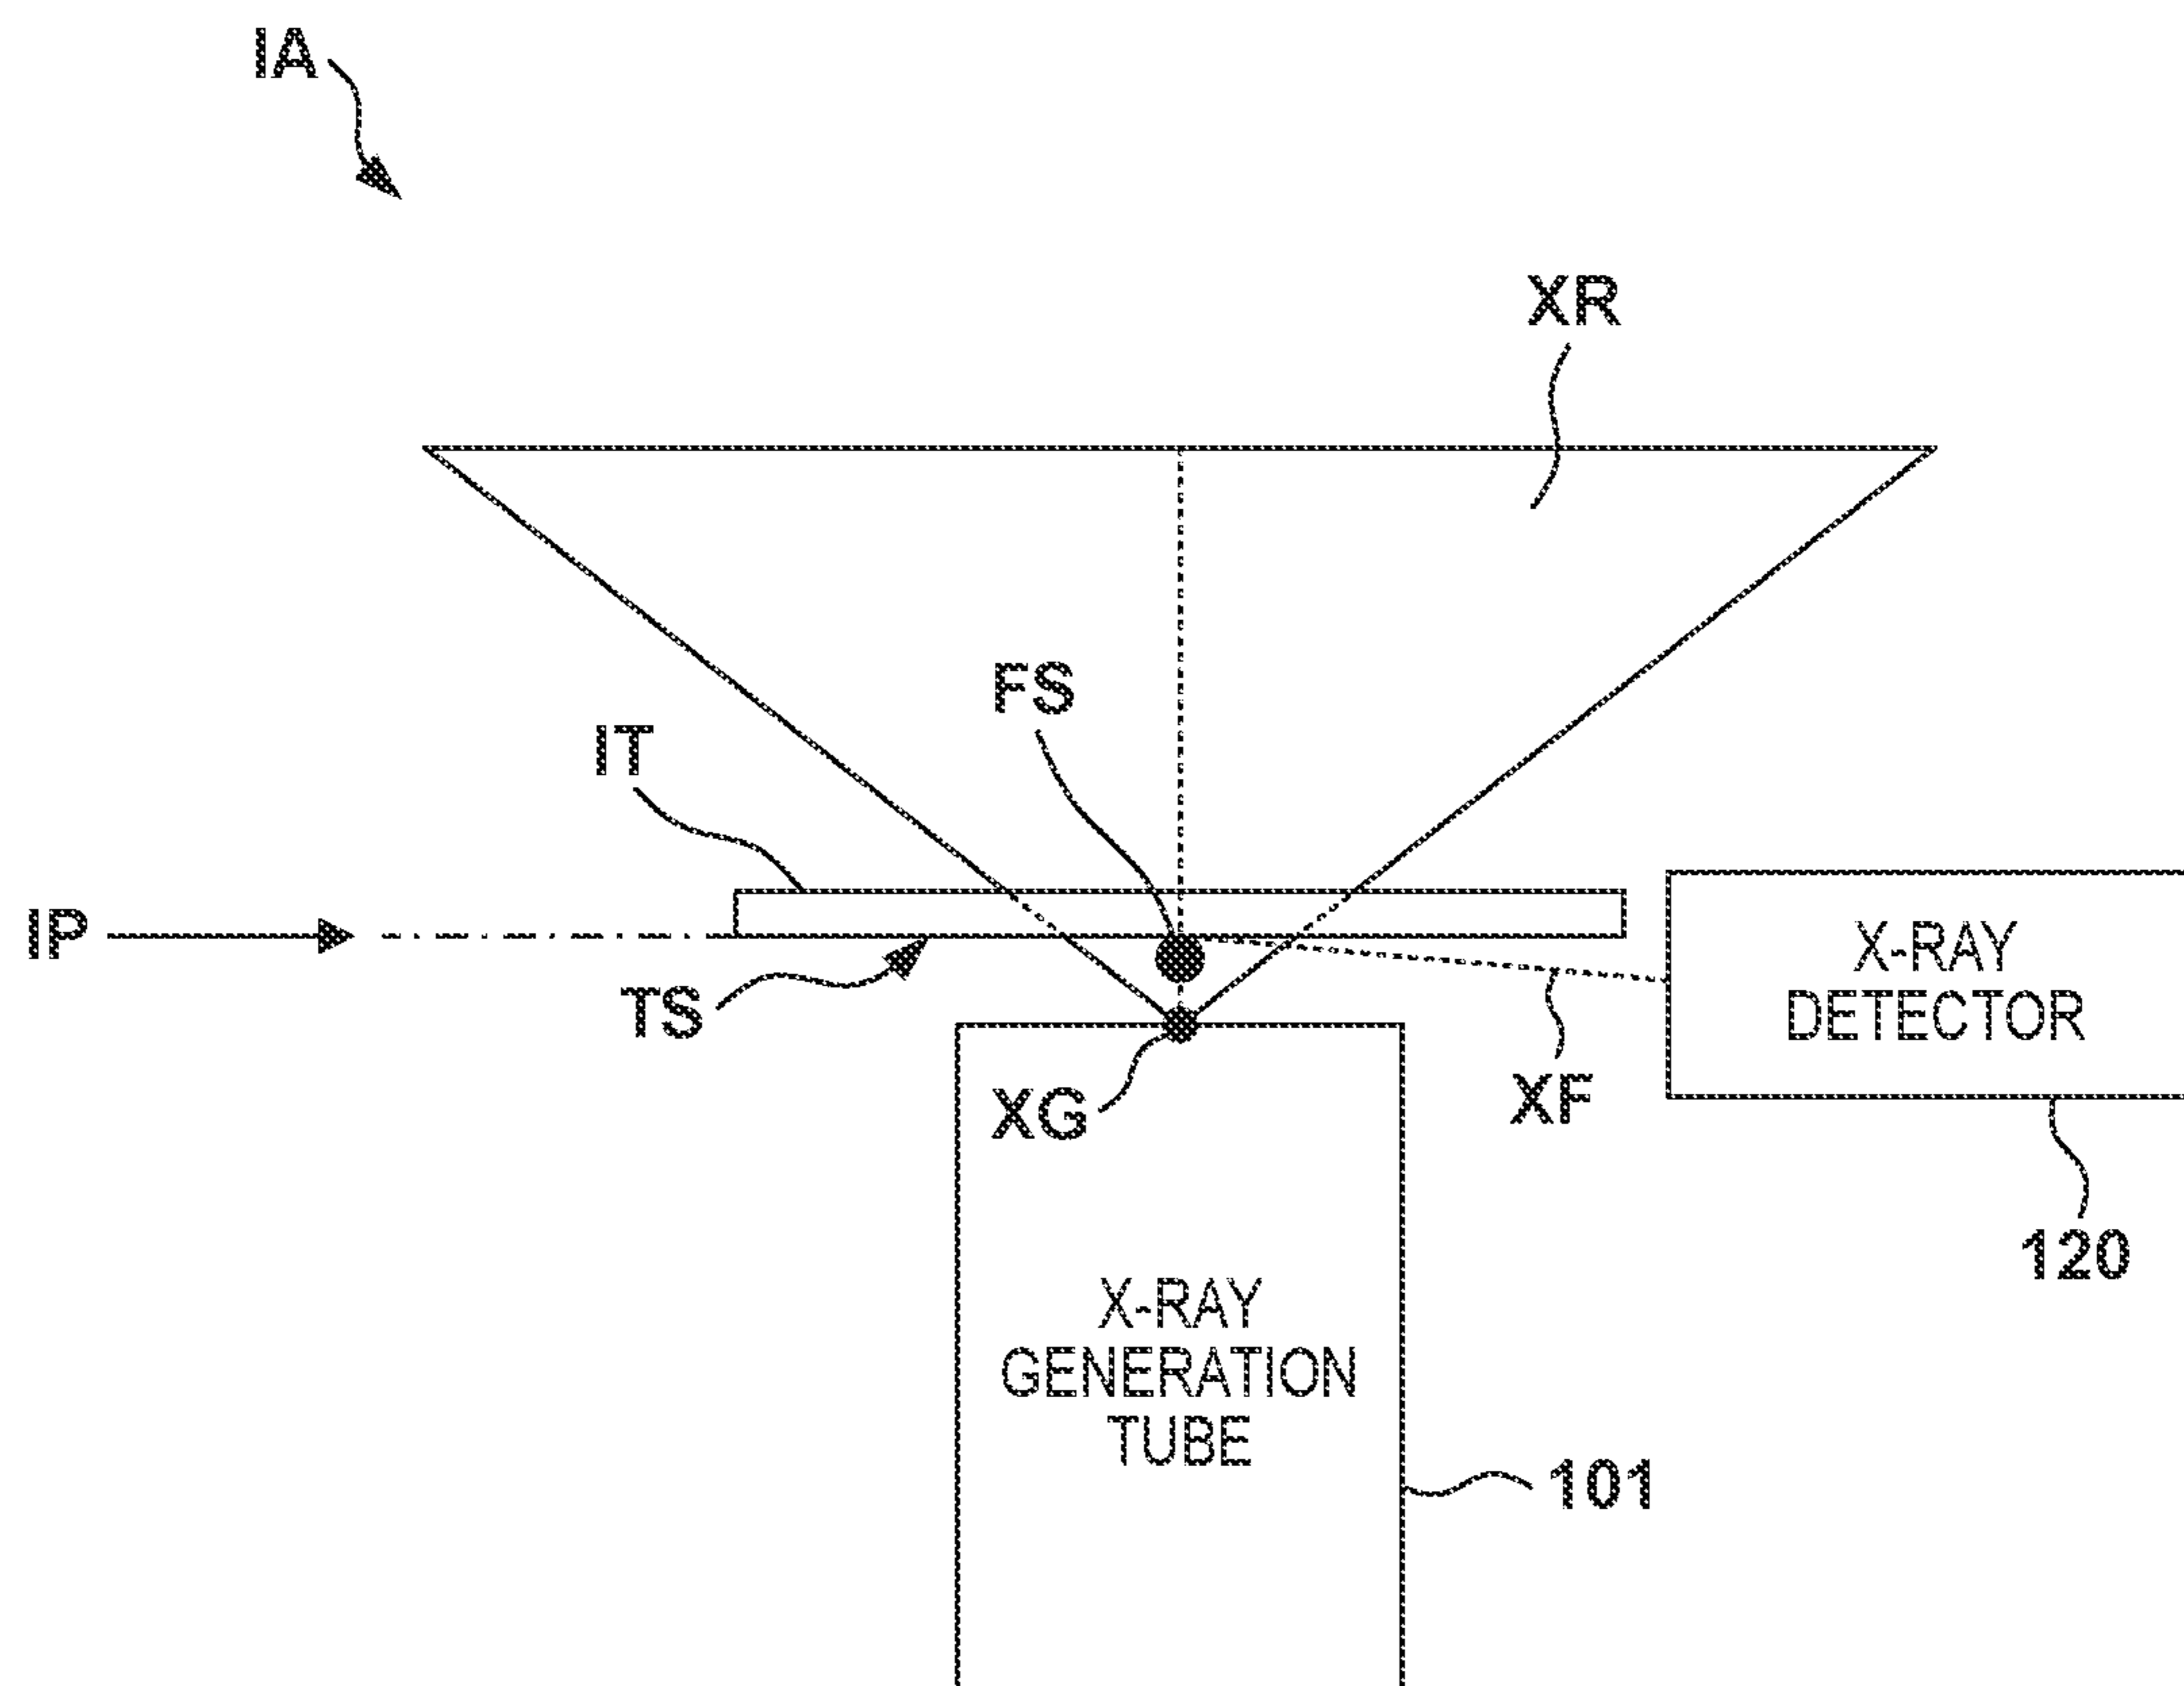 IA
XR
FS
IT
IP
X-RAY
DETECTOR
TS
XG
XF
120
X-RAY
GENERATION
TUBE
101